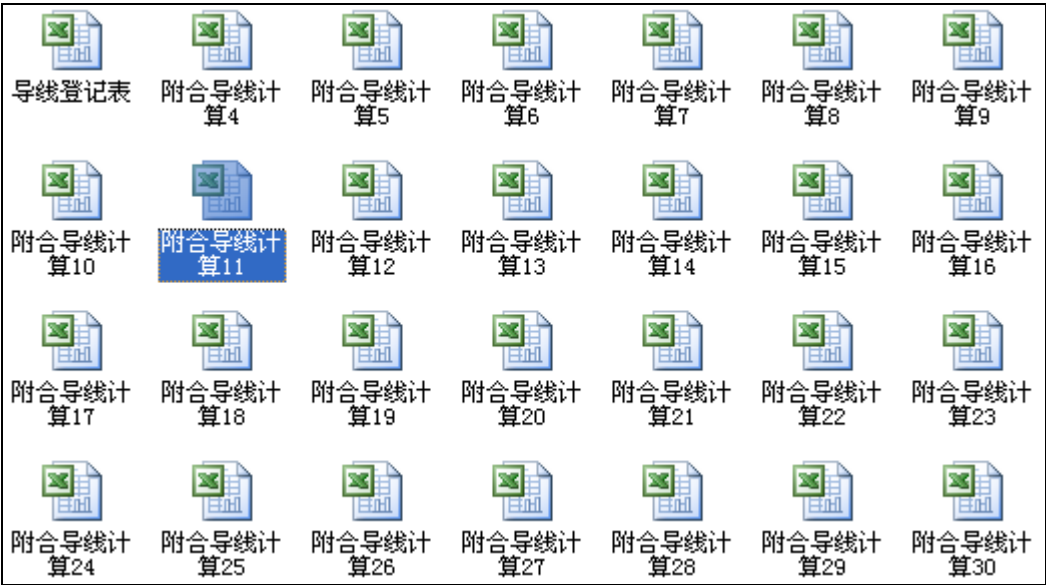 导线登记表
附合导线计
算4
附合导线计
算5
附合导线计
算6
附合导线计
算7
附合导线计
算8
附合导线计
算9
附合导线计
算10
附合导线计
算11
附合导线计
算12
附合导线计
算13
附合导线计
算14
附合导线计
算15
附合导线计
算16
附合导线计
算17
附合导线计
算18
附合导线计
算19
附合导线计
算20
附合导线计
算21
附合导线计
算22
附合导线计
算23
附合导线计
算24
附合导线计
算25
附合导线计
算26
附合导线计
算27
附合导线计
算28
附合导线计
算29
附合导线计
算30